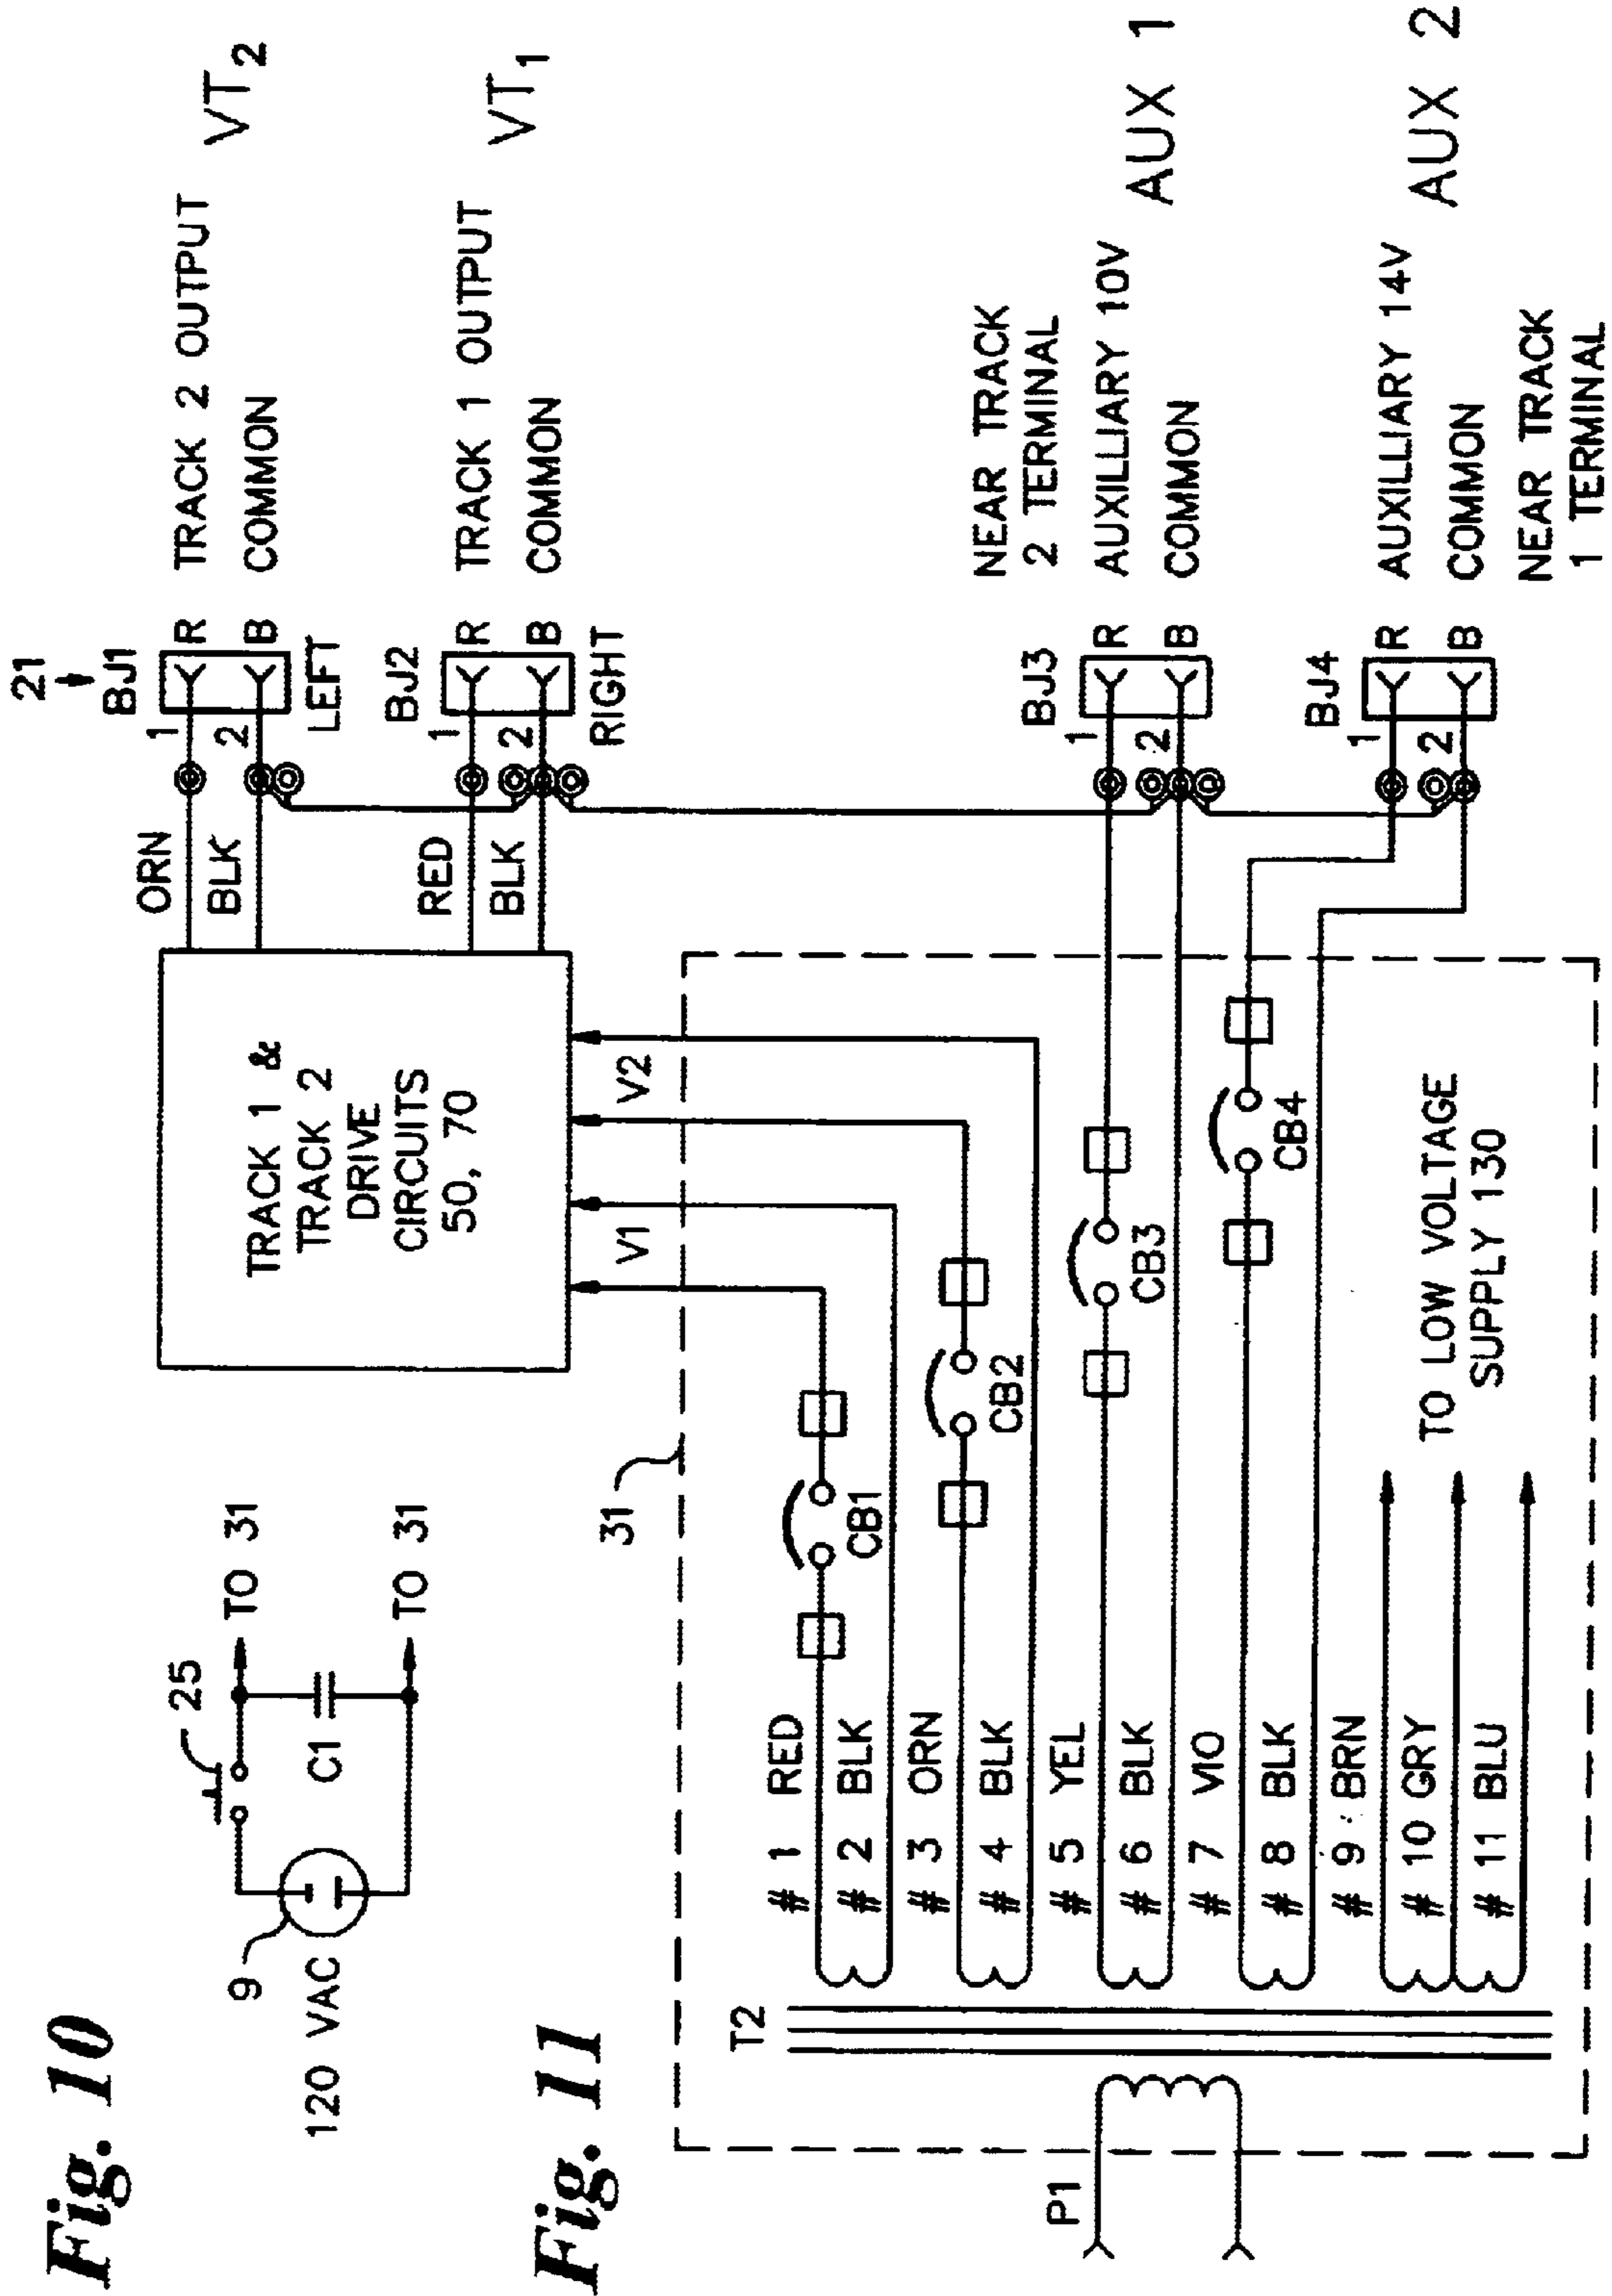 Fig. 10
120 VAC
9
25
C1
TO 31
TO 31
Fig. 11
P1
T2
31
# 1 RED
# 2 BLK
# 3 ORN
# 4 BLK
# 5 YEL
# 6 BLK
# 7 VIO
# 8 BLK
# 9 BRN
# 10 GRY
# 11 BLU
CB1
CB2
CB3
CB4
TO LOW VOLTAGE
SUPPLY 130
V1
V2
TRACK 1 &
TRACK 2
DRIVE
CIRCUITS
50, 70
ORN
BLK
RED
BLK
21
BJ1
1
2
R
B
LEFT
TRACK 2 OUTPUT
COMMON
VT2
BJ2
1
2
R
B
RIGHT
TRACK 1 OUTPUT
COMMON
VT1
BJ3
1
2
R
B
NEAR TRACK
2 TERMINAL
AUXILLIARY 10V
COMMON
AUX 1
BJ4
1
2
R
B
AUXILLIARY 14V
COMMON
NEAR TRACK
1 TERMINAL
AUX 2